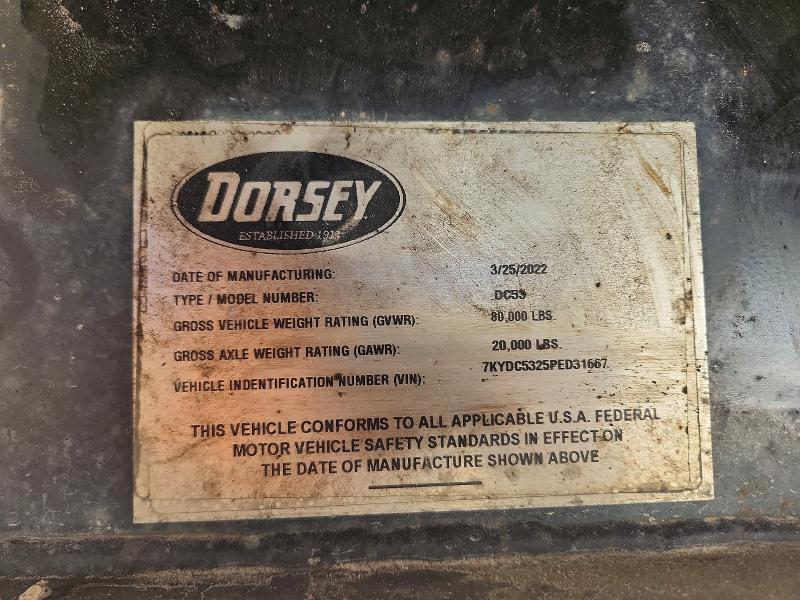 DORSEY
ESTABLISHED 1911
DATE OF MANUFACTURING: 3/25/2022
TYPE / MODEL NUMBER: DC53
GROSS VEHICLE WEIGHT RATING (GVWR): 80,000 LBS.
GROSS AXLE WEIGHT RATING (GAWR): 20,000 LBS.
VEHICLE INDENTIFICATION NUMBER (VIN): 7KYDC5325PED31667
THIS VEHICLE CONFORMS TO ALL APPLICABLE U.S.A. FEDERAL
MOTOR VEHICLE SAFETY STANDARDS IN EFFECT ON
THE DATE OF MANUFACTURE SHOWN ABOVE